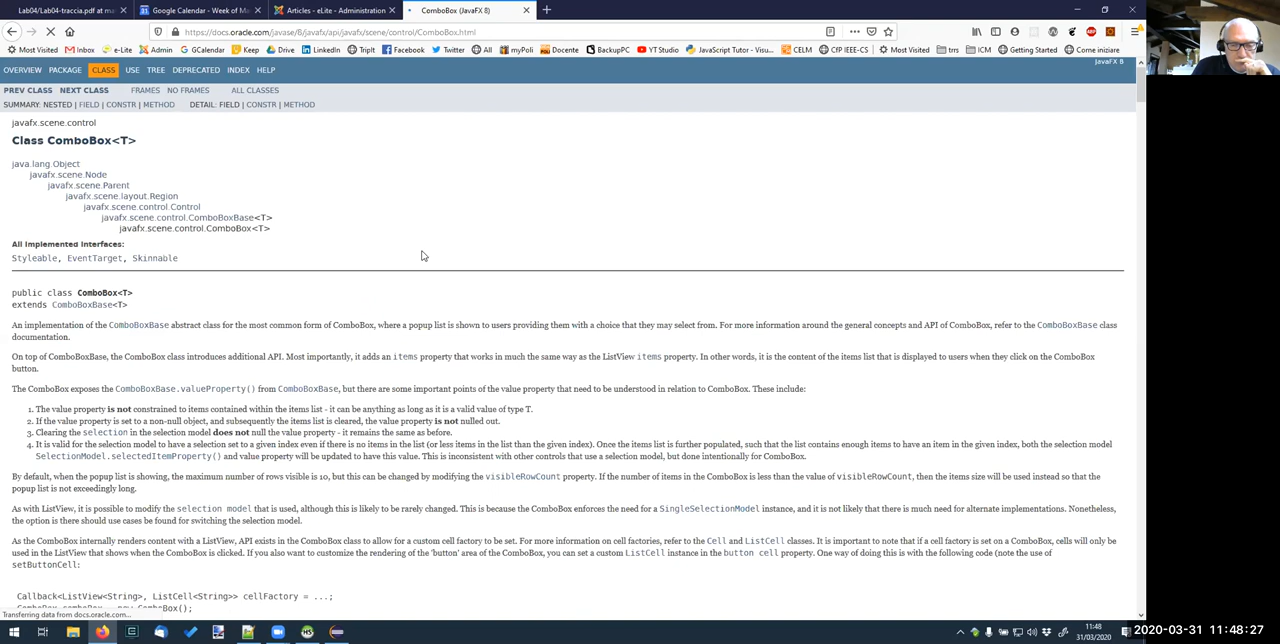 Lab04/Lab04-traccia.pdf at ma
Google Calendar - Week of Ma
Articles - eLite - Administration
ComboBox (JavaFX 8)
https://docs.oracle.com/javase/8/javafx/api/javafx/scene/control/ComboBox.html
Most Visited Inbox e-Lite Admin GCalendar Keep Drive LinkedIn TripIt Facebook Twitter All myPoli Docente BackupPC YT Studio JavaScript Tutor - Visu... CELM CfP IEEE-CS Most Visited trrs ICM Getting Started Corne iniziare
OVERVIEW PACKAGE CLASS USE TREE DEPRECATED INDEX HELP
JavaFX 8
PREV CLASS NEXT CLASS FRAMES NO FRAMES ALL CLASSES
SUMMARY: NESTED | FIELD | CONSTR | METHOD DETAIL: FIELD | CONSTR | METHOD
javafx.scene.control
Class ComboBox<T>
java.lang.Object
javafx.scene.Node
javafx.scene.Parent
javafx.scene.layout.Region
javafx.scene.control.Control
javafx.scene.control.ComboBoxBase<T>
javafx.scene.control.ComboBox<T>
All Implemented Interfaces:
Styleable, EventTarget, Skinnable
public class ComboBox<T>
extends ComboBoxBase<T>
An implementation of the ComboBoxBase abstract class for the most common form of ComboBox, where a popup list is shown to users providing them with a choice that they may select from. For more information around the general concepts and API of ComboBox, refer to the ComboBoxBase class
documentation.
On top of ComboBoxBase, the ComboBox class introduces additional API. Most importantly, it adds an items property that works in much the same way as the ListView items property. In other words, it is the content of the items list that is displayed to users when they click on the ComboBox
button.
The ComboBox exposes the ComboBoxBase.valueProperty() from ComboBoxBase, but there are some important points of the value property that need to be understood in relation to ComboBox. These include:
1. The value property is not constrained to items contained within the items list - it can be anything as long as it is a valid value of type T.
2. If the value property is set to a non-null object, and subsequently the items list is cleared, the value property is not nulled out.
3. Clearing the selection in the selection model does not null the value property - it remains the same as before.
4. It is valid for the selection model to have a selection set to a given index even if there is no items in the list (or less items in the list than the given index). Once the items list is further populated, such that the list contains enough items to have an item in the given index, both the selection model
SelectionModel.selectedItemProperty() and value property will be updated to have this value. This is inconsistent with other controls that use a selection model, but done intentionally for ComboBox.
By default, when the popup list is showing, the maximum number of rows visible is 10, but this can be changed by modifying the visibleRowCount property. If the number of items in the ComboBox is less than the value of visibleRowCount, then the items size will be used instead so that the
popup list is not exceedingly long.
As with ListView, it is possible to modify the selection model that is used, although this is likely to be rarely changed. This is because the ComboBox enforces the need for a SingleSelectionModel instance, and it is not likely that there is much need for alternate implementations. Nonetheless,
the option is there should use cases be found for switching the selection model.
As the ComboBox internally renders content with a ListView, API exists in the ComboBox class to allow for a custom cell factory to be set. For more information on cell factories, refer to the Cell and ListCell classes. It is important to note that if a cell factory is set on a ComboBox, cells will only be
used in the ListView that shows when the ComboBox is clicked. If you also want to customize the rendering of the 'button' area of the ComboBox, you can set a custom ListCell instance in the button cell property. One way of doing this is with the following code (note the use of
setButtonCell:
Callback<ListView<String>, ListCell<String>> cellFactory = ...;
ComboBox comboBox = new ComboBox();
Transferring data from docs.oracle.com...
11:48
31/03/2020
2020-03-31 11:48:27